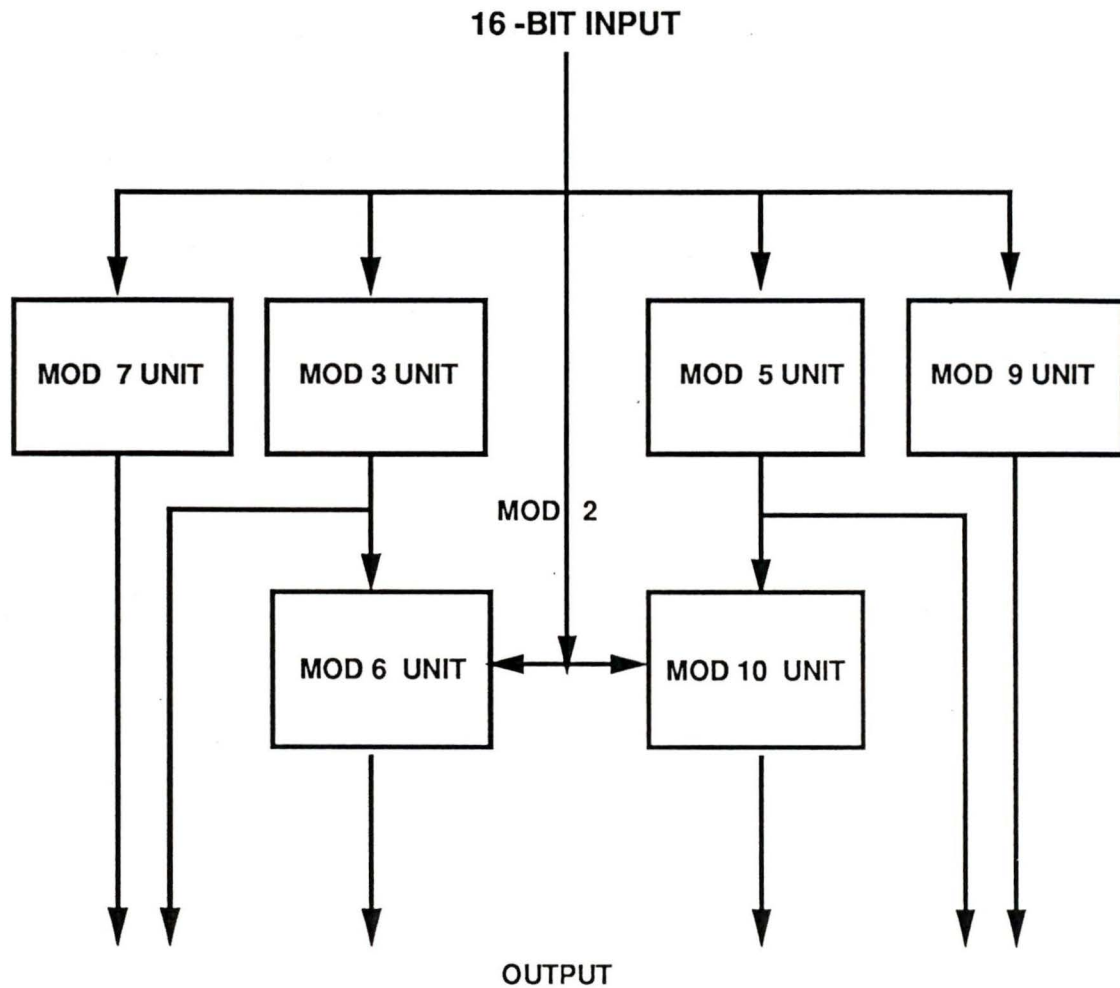 16 -BIT INPUT
MOD 7 UNIT
MOD 3 UNIT
MOD 5 UNIT
MOD 9 UNIT
MOD 2
MOD 6 UNIT
MOD 10 UNIT
OUTPUT